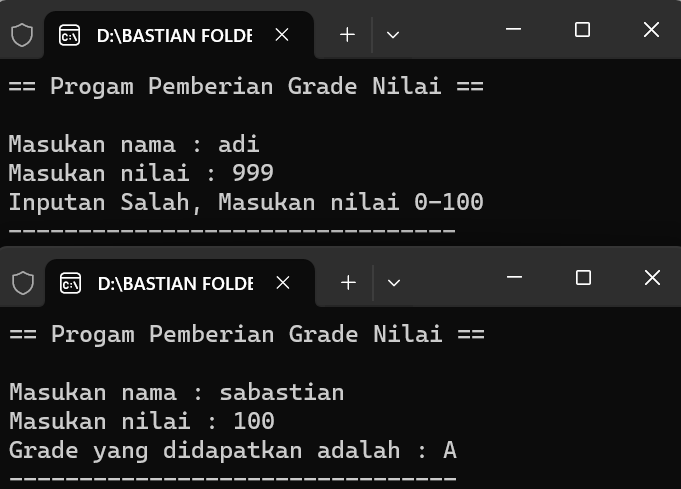 D:\BASTIAN FOLDE
== Progam Pemberian Grade Nilai ==
Masukan nama : adi
Masukan nilai : 999
Inputan Salah, Masukan nilai 0-100
--------------------------------
D:\BASTIAN FOLDE
== Progam Pemberian Grade Nilai ==
Masukan nama : sabastian
Masukan nilai : 100
Grade yang didapatkan adalah : A
--------------------------------